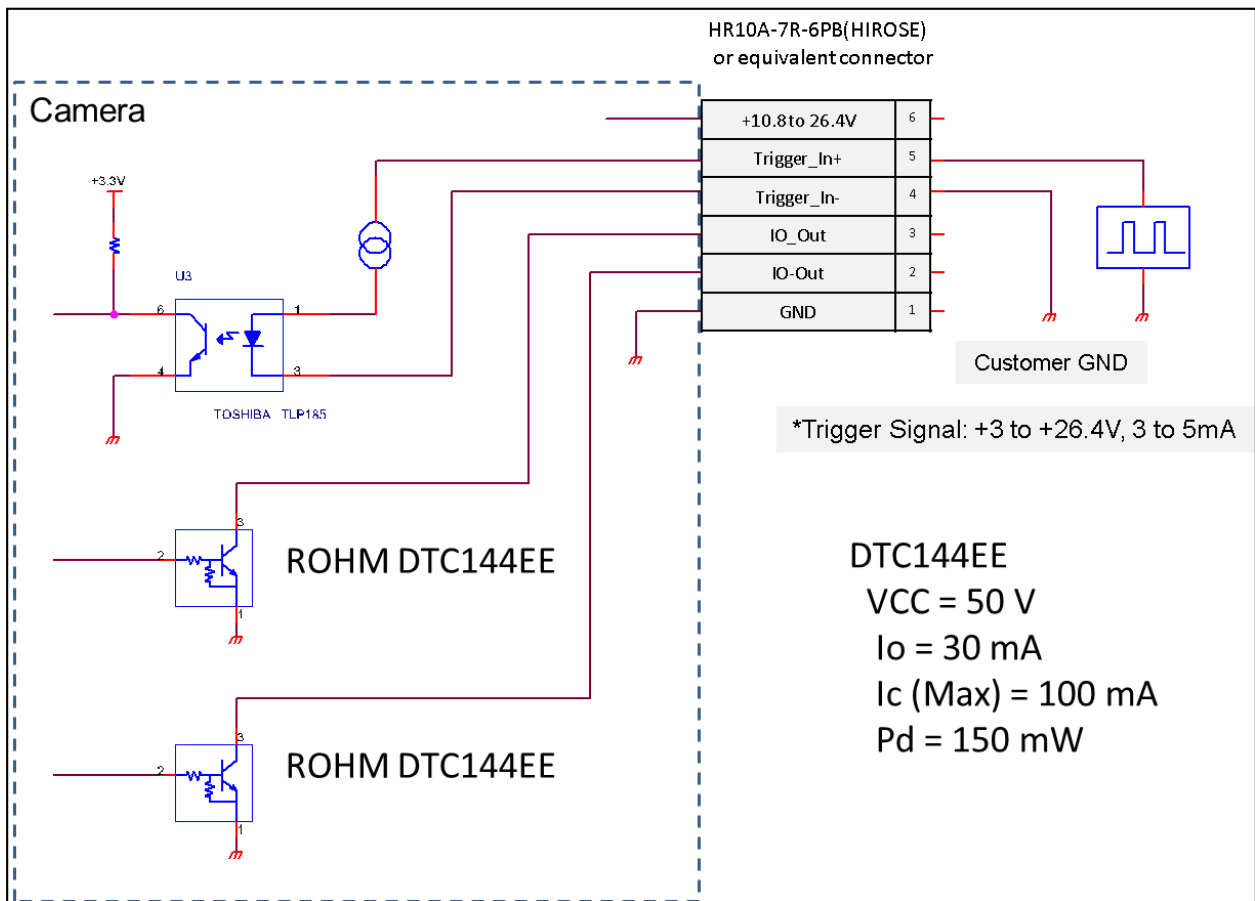 HR10A-7R-6PB(HIROSE)
or equivalent connector
Camera
+10.8 to 26.4V 6
Trigger_In+ 5
Trigger_In- 4
IO_Out 3
IO-Out 2
GND 1
+3.3V
U3
6
1
4
3
TOSHIBA TLP185
Customer GND
*Trigger Signal: +3 to +26.4V, 3 to 5mA
3
2
ROHM DTC144EE
1
DTC144EE
VCC = 50 V
Io = 30 mA
Ic (Max) = 100 mA
Pd = 150 mW
3
2
ROHM DTC144EE
1